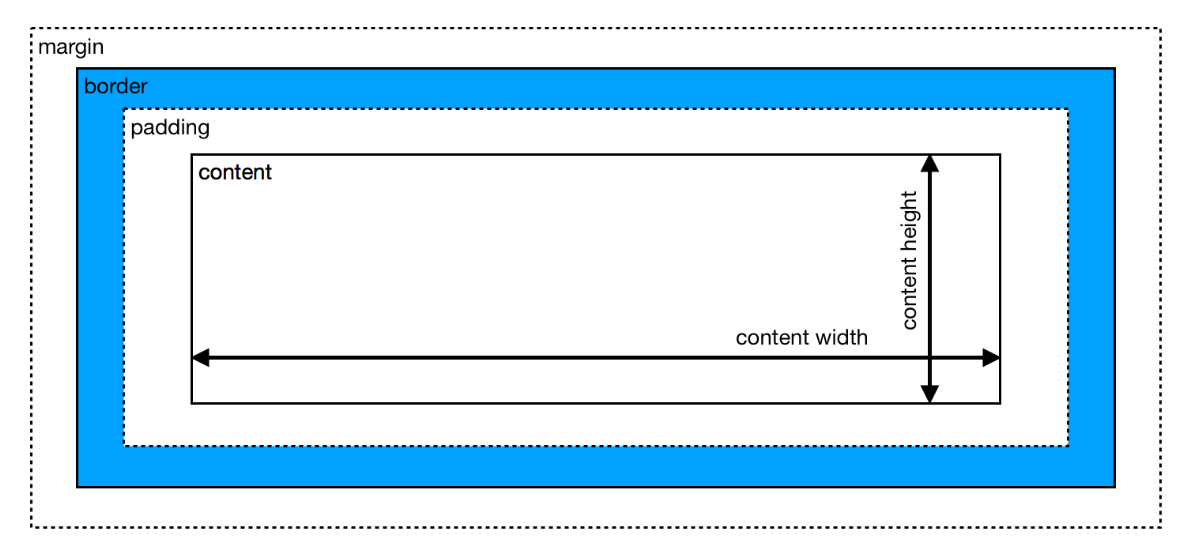 margin
border
padding
content
content height
content width